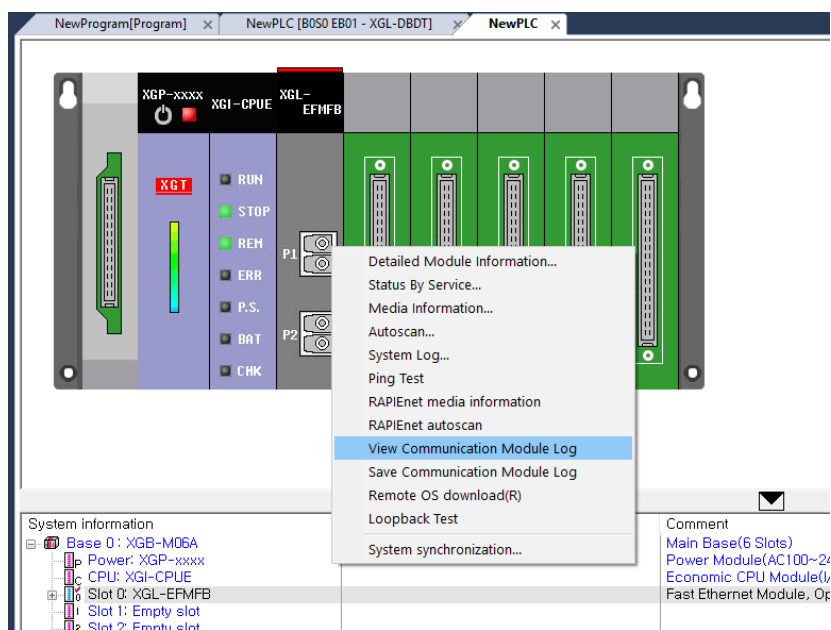 NewProgram[Program]
NewPLC [B0S0 EB01 - XGL-DBDT]
NewPLC
XGP-xxxx
XGI-CPUE
XGL-
EFMFB
XGT
RUN
STOP
REM
ERR
P.S.
BAT
CHK
P1
P2
Detailed Module Information...
Status By Service...
Media Information...
Autoscan...
System Log...
Ping Test
RAPIEnet media information
RAPIEnet autoscan
View Communication Module Log
Save Communication Module Log
Remote OS download(R)
Loopback Test
System synchronization...
System information
Comment
Base 0: XGB-M06A
Main Base(6 Slots)
Power: XGP-xxxx
Power Module(AC100~24
CPU: XGI-CPUE
Economic CPU Module(I/
Slot 0: XGL-EFMFB
Fast Ethernet Module, Op
Slot 1: Empty slot
Slot 2: Empty slot